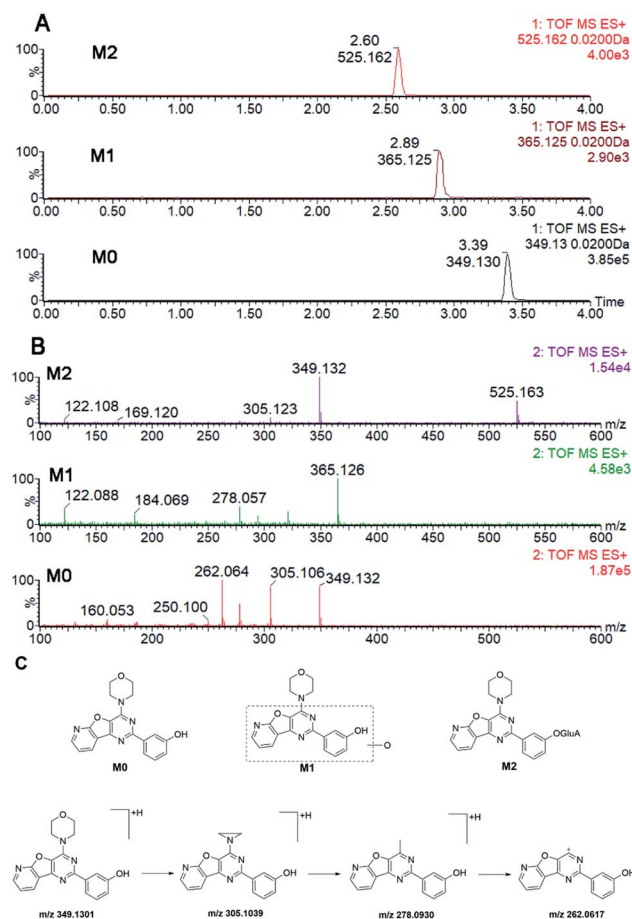 A
1: TOF MS ES+
525.162 0.0200Da
4.00e3
2.60
525.162
M2
100
%
0
0.00 0.50 1.00 1.50 2.00 2.50 3.00 3.50 4.00
1: TOF MS ES+
365.125 0.0200Da
2.90e3
2.89
365.125
M1
100
%
0
0.00 0.50 1.00 1.50 2.00 2.50 3.00 3.50 4.00
1: TOF MS ES+
349.13 0.0200Da
3.85e5
3.39
349.130
M0
100
%
0
Time
0.00 0.50 1.00 1.50 2.00 2.50 3.00 3.50 4.00
B
2: TOF MS ES+
1.54e4
M2
100
%
0
122.108
169.120
305.123
349.132
525.163
m/z
100 150 200 250 300 350 400 450 500 550 600
2: TOF MS ES+
4.58e3
M1
100
%
0
122.088
184.069
278.057
365.126
m/z
100 150 200 250 300 350 400 450 500 550 600
2: TOF MS ES+
1.87e5
M0
100
%
0
160.053
250.100
262.064
305.106
349.132
m/z
100 150 200 250 300 350 400 450 500 550 600
C
O
N
O
N
N
N
OH
M0
O
N
O
N
N
N
OH
O
M1
O
N
O
N
N
N
OGluA
M2
O
N
O
N
N
N
OH
+H
m/z 349.1301
N
O
N
N
N
OH
+H
m/z 305.1039
O
N
N
N
OH
+H
m/z 278.0930
+
O
N
N
N
OH
m/z 262.0617